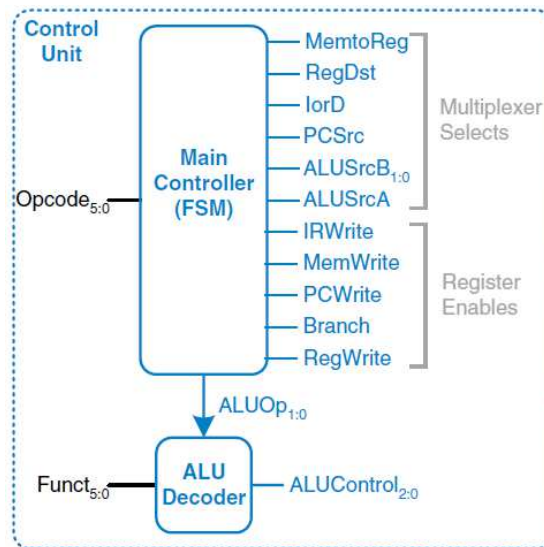 Control
Unit
MemtoReg
RegDst
IorD
PCSrc
ALUSrcB1:0
ALUSrcA
Multiplexer
Selects
Main
Controller
(FSM)
Opcode5:0
IRWrite
MemWrite
PCWrite
Branch
RegWrite
Register
Enables
ALUOp1:0
ALU
Decoder
Funct5:0
ALUControl2:0